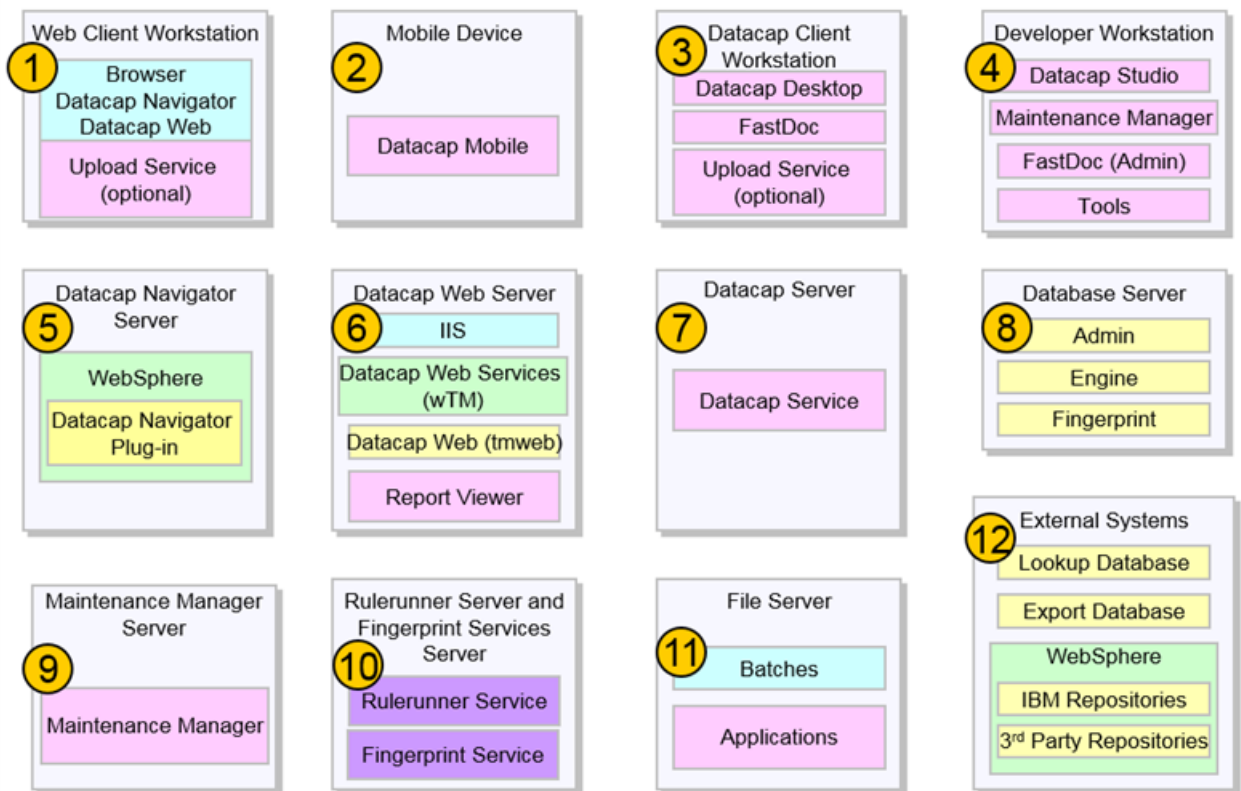 Web Client Workstation
1
Browser
Datacap Navigator
Datacap Web
Upload Service
(optional)
Mobile Device
2
Datacap Mobile
Datacap Client
Workstation
3
Datacap Desktop
FastDoc
Upload Service
(optional)
Developer Workstation
4
Datacap Studio
Maintenance Manager
FastDoc (Admin)
Tools
Datacap Navigator
Server
5
WebSphere
Datacap Navigator
Plug-in
Datacap Web Server
6
IIS
Datacap Web Services
(wTM)
Datacap Web (tmweb)
Report Viewer
Datacap Server
7
Datacap Service
Database Server
8
Admin
Engine
Fingerprint
Maintenance Manager
Server
9
Maintenance Manager
Rulerunner Server and
Fingerprint Services
Server
10
Rulerunner Service
Fingerprint Service
File Server
11
Batches
Applications
External Systems
12
Lookup Database
Export Database
WebSphere
IBM Repositories
3rd Party Repositories